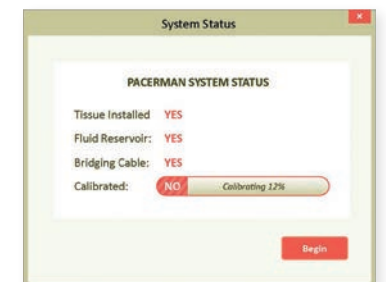 System Status
×
PACERMAN SYSTEM STATUS
Tissue Installed YES
Fluid Reservoir: YES
Bridging Cable: YES
Calibrated: NO Calibrating 12%
Begin